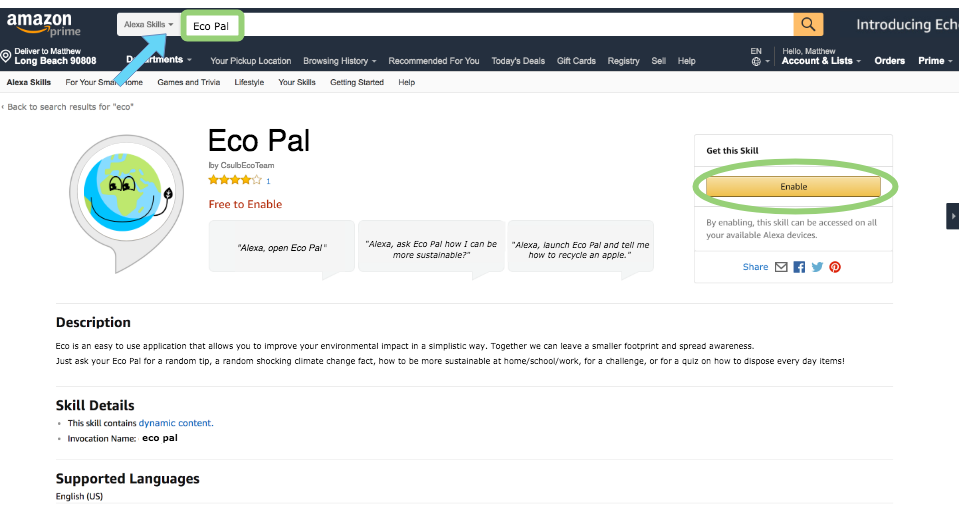 amazon
prime
Alexa Skills
Eco Pal
Introducing Ech
Deliver to Matthew
Long Beach 90808
Departments
Your Pickup Location
Browsing History
Recommended For You
Today's Deals
Gift Cards
Registry
Sell
Help
EN
Hello, Matthew
Account & Lists
Orders
Prime
Alexa Skills
For Your Smart Home
Games and Trivia
Lifestyle
Your Skills
Getting Started
Help
‹ Back to search results for "eco"
Eco Pal
by CsulbEcoTeam
1
Free to Enable
"Alexa, open Eco Pal"
"Alexa, ask Eco Pal how I can be
more sustainable?"
"Alexa, launch Eco Pal and tell me
how to recycle an apple."
Get this Skill
Enable
By enabling, this skill can be accessed on all
your available Alexa devices.
Share
Description
Eco is an easy to use application that allows you to improve your environmental impact in a simplistic way. Together we can leave a smaller footprint and spread awareness.
Just ask your Eco Pal for a random tip, a random shocking climate change fact, how to be more sustainable at home/school/work, for a challenge, or for a quiz on how to dispose every day items!
Skill Details
• This skill contains dynamic content.
• Invocation Name: eco pal
Supported Languages
English (US)